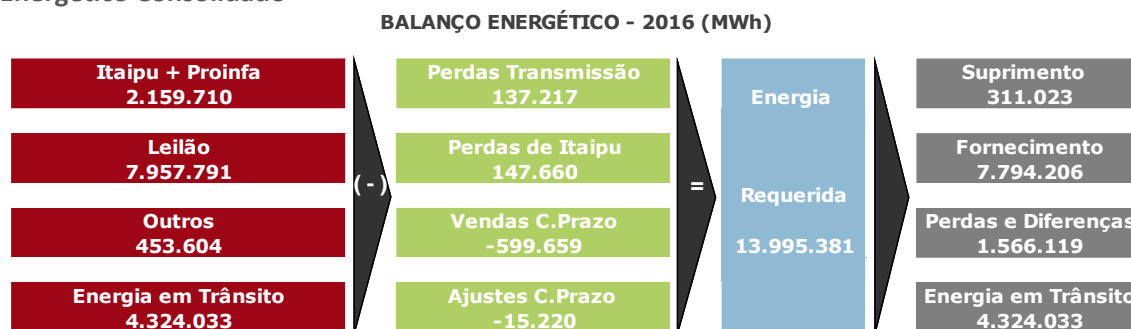 Energético Consolidado
BALANÇO ENERGÉTICO - 2016 (MWh)
Itaipu + Proinfa
2.159.710
Leilão
7.957.791
Outros
453.604
Energia em Trânsito
4.324.033
( - )
Perdas Transmissão
137.217
Perdas de Itaipu
147.660
Vendas C.Prazo
-599.659
Ajustes C.Prazo
-15.220
=
Energia
Requerida
13.995.381
Suprimento
311.023
Fornecimento
7.794.206
Perdas e Diferenças
1.566.119
Energia em Trânsito
4.324.033